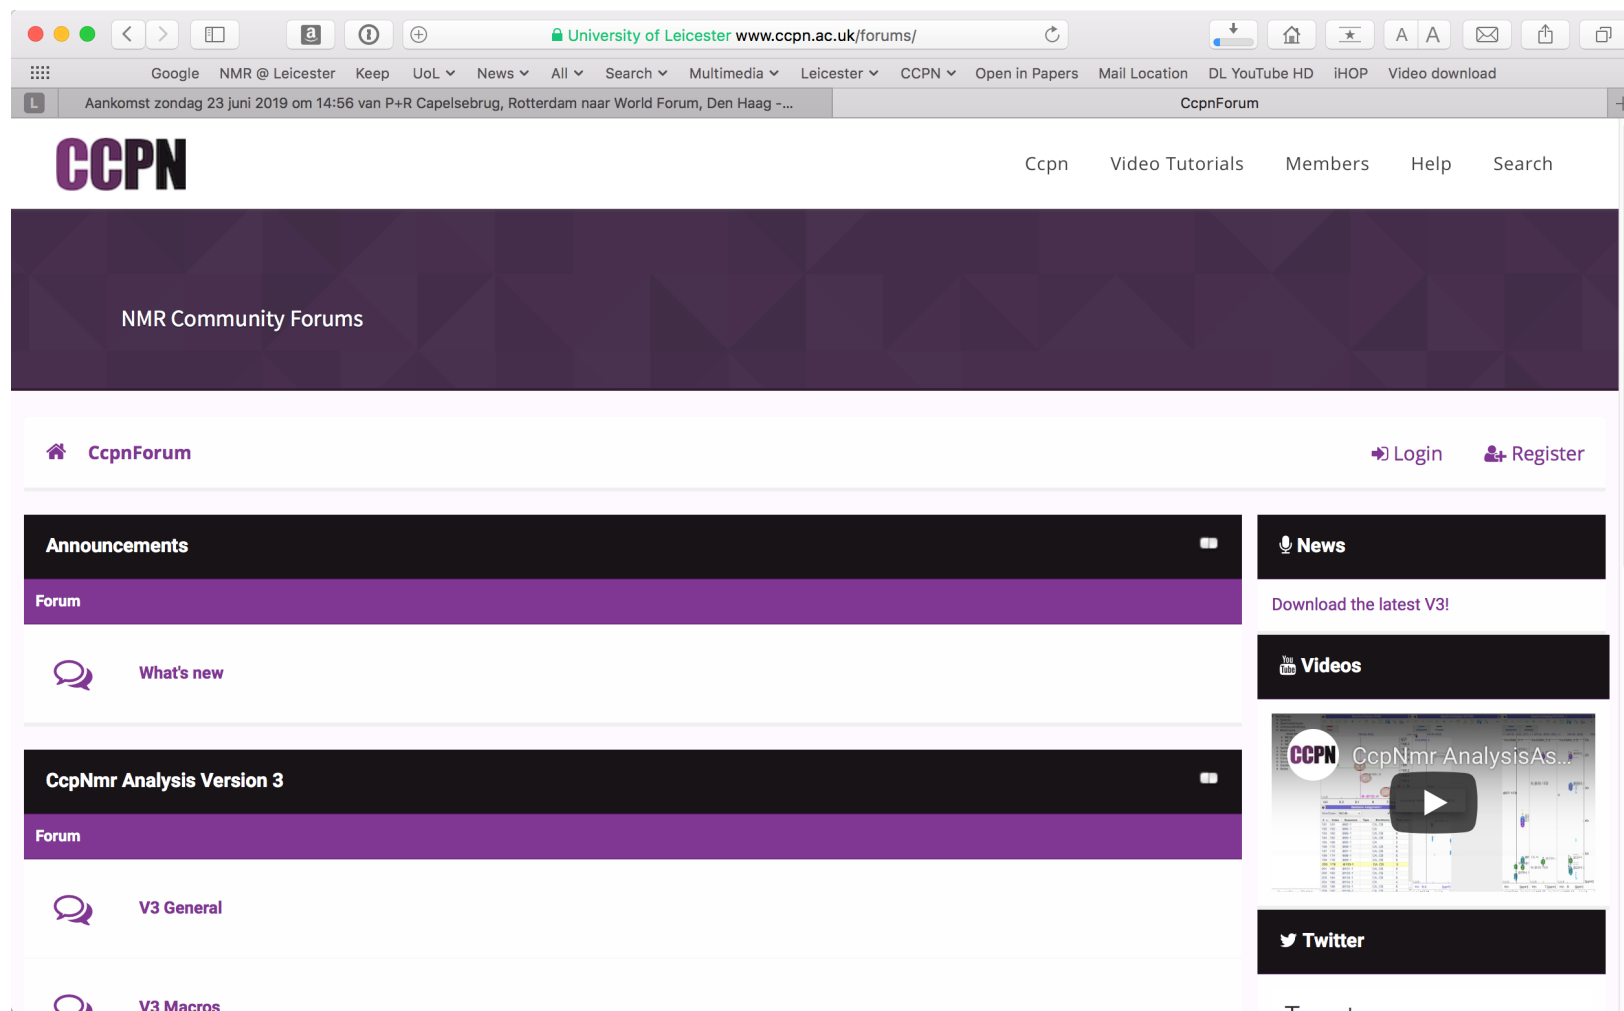 University of Leicester www.ccpn.ac.uk/forums/
A A
Google NMR @ Leicester Keep UoL News All Search Multimedia Leicester CCPN Open in Papers Mail Location DL YouTube HD iHOP Video download
L Aankomst zondag 23 juni 2019 om 14:56 van P+R Capelsebrug, Rotterdam naar World Forum, Den Haag -... CcpnForum
CCPN
Ccpn Video Tutorials Members Help Search
NMR Community Forums
CcpnForum
Login Register
Announcements
Forum
What's new
CcpNmr Analysis Version 3
Forum
V3 General
V3 Macros
News
Download the latest V3!
You Tube Videos
CCPN CcpNmr AnalysisAs...
Twitter